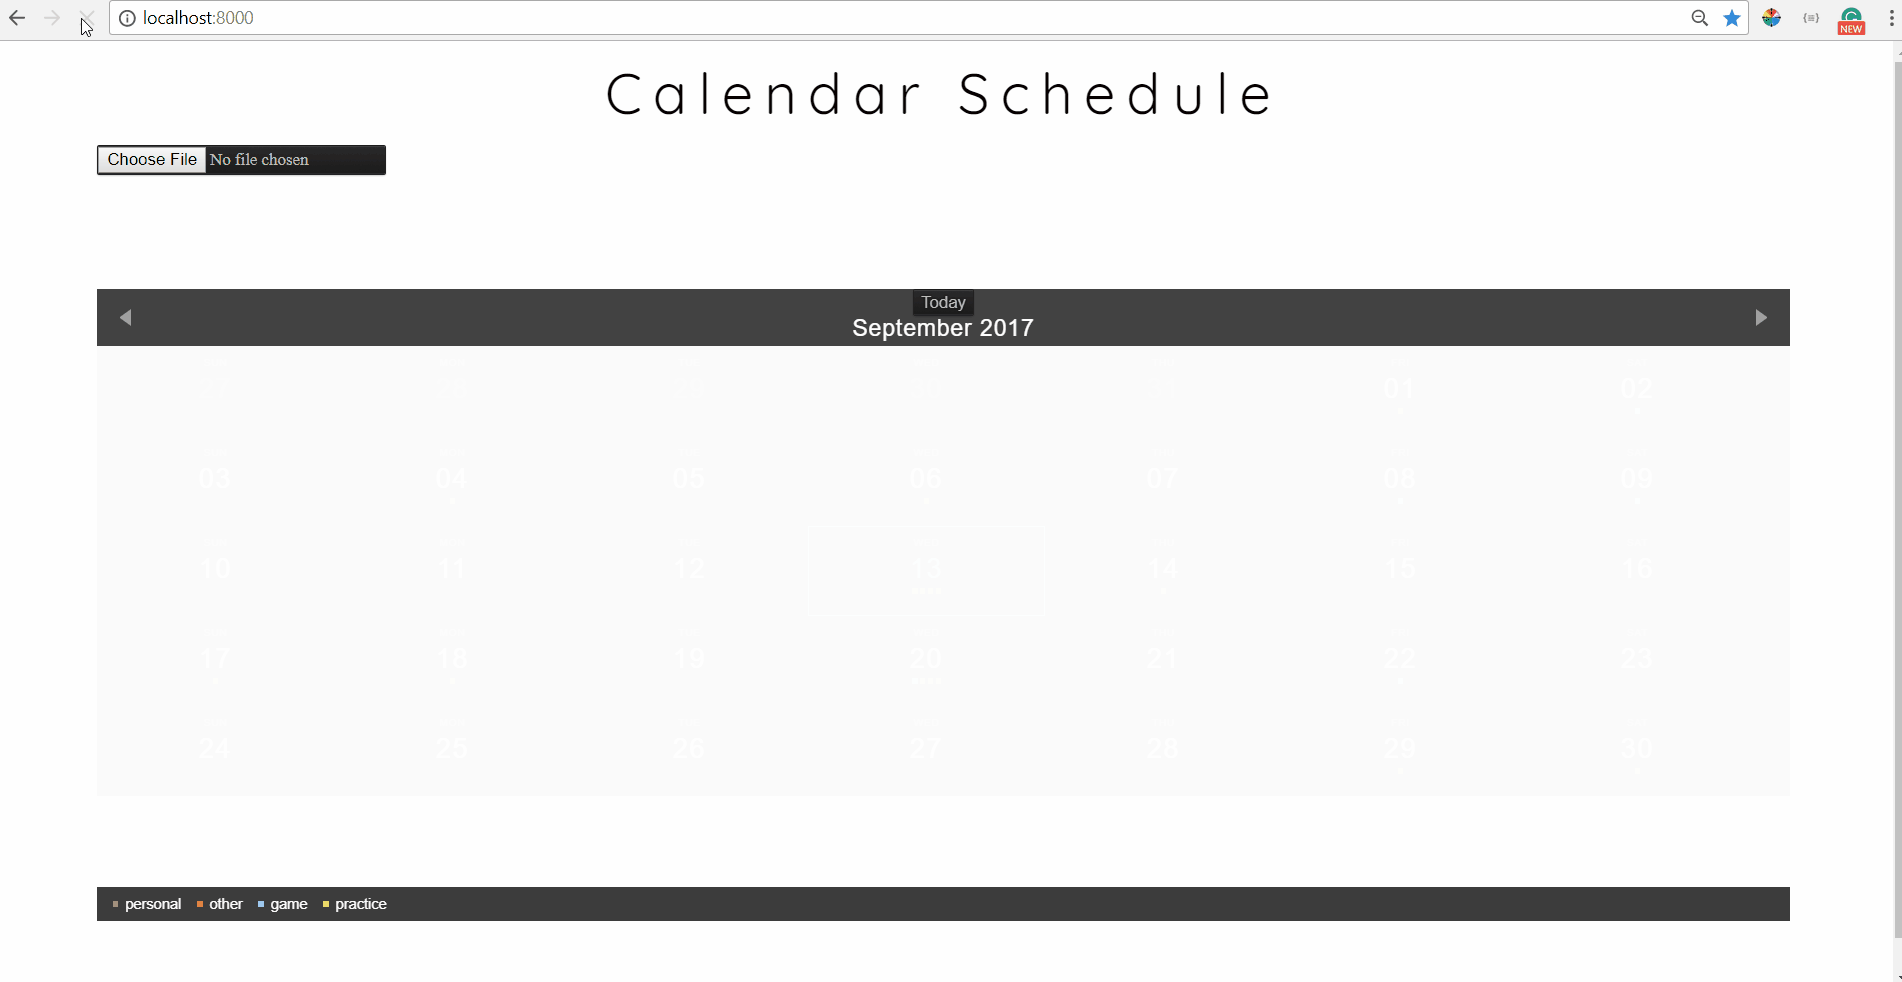 localhost:8000
NEW
Calendar Schedule
Choose File No file chosen
Today
September 2017
01 02
03 04 05 06 07 08 09
10 11 12 13 14 15 16
17 18 19 20 21 22 23
24 25 26 27 28 29 30
personal other game practice